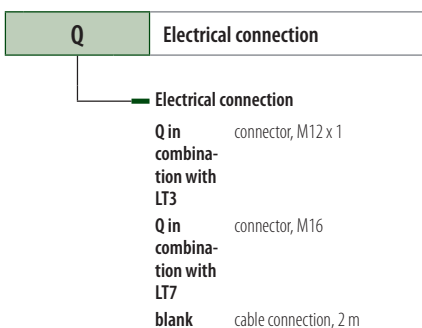 Q Electrical connection
Electrical connection
Q in connector, M12 x 1
combina-
tion with
LT3
Q in connector, M16
combina-
tion with
LT7
blank cable connection, 2 m